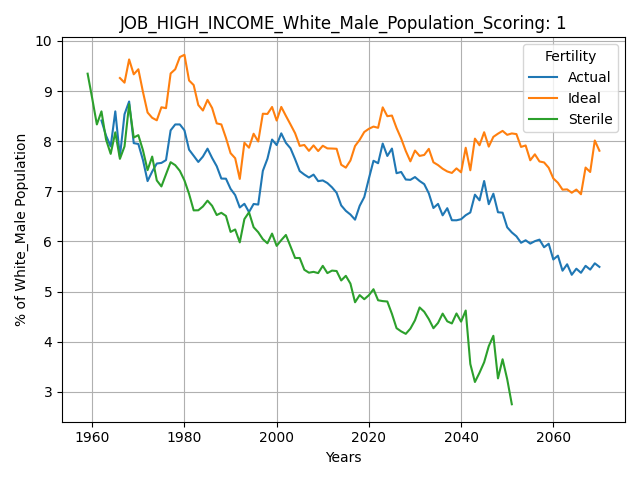 JOB_HIGH_INCOME_White_Male_Population_Scoring: 1
Fertility
Actual
Ideal
Sterile
% of White_Male Population
10
9
8
7
6
5
4
3
1960 1980 2000 2020 2040 2060
Years